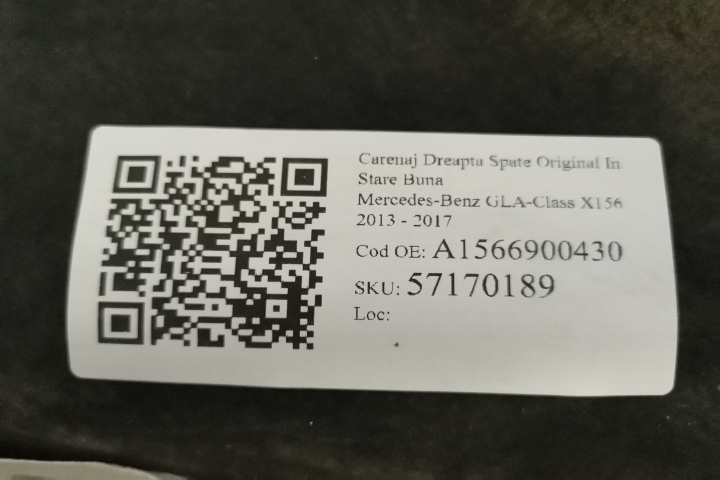 Carenaj Dreapta Spate Original In
Stare Buna
Mercedes-Benz GLA-Class X156
2013 - 2017
Cod OE: A1566900430
SKU: 57170189
Loc: